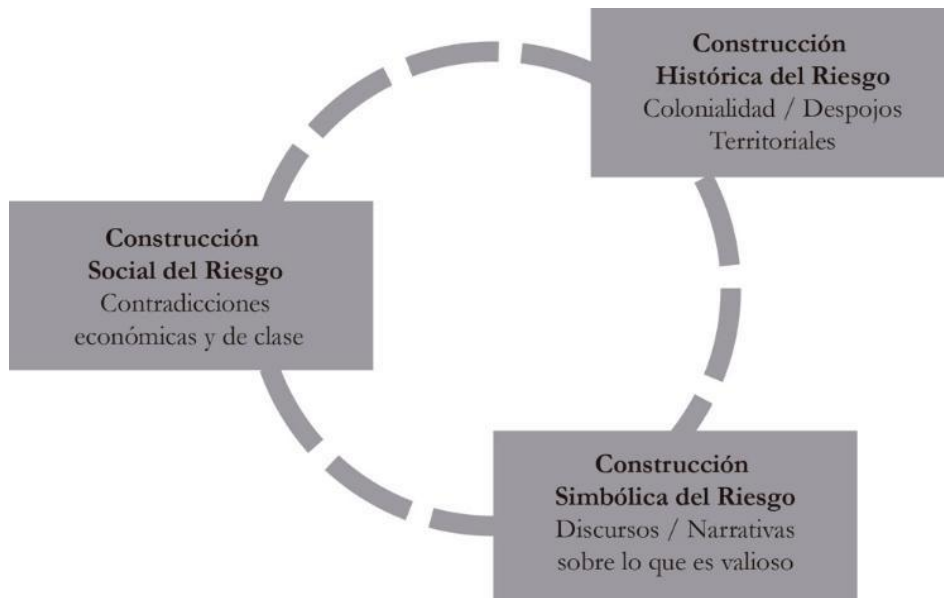 Construcción
Histórica del Riesgo
Colonialidad / Despojos
Territoriales
Construcción
Social del Riesgo
Contradicciones
económicas y de clase
Construcción
Simbólica del Riesgo
Discursos / Narrativas
sobre lo que es valioso